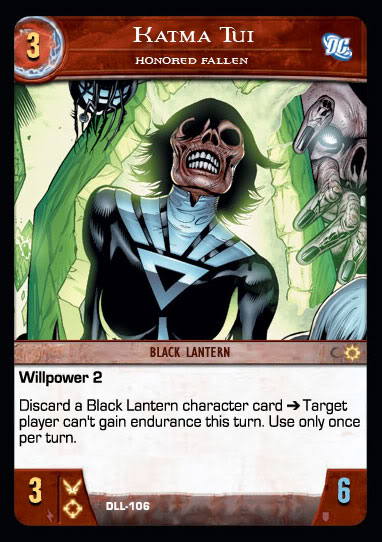 3
KATMA TUI
HONORED FALLEN
DC
BLACK LANTERN
Willpower 2
Discard a Black Lantern character card ➔ Target
player can't gain endurance this turn. Use only once
per turn.
3
DLL-106
6